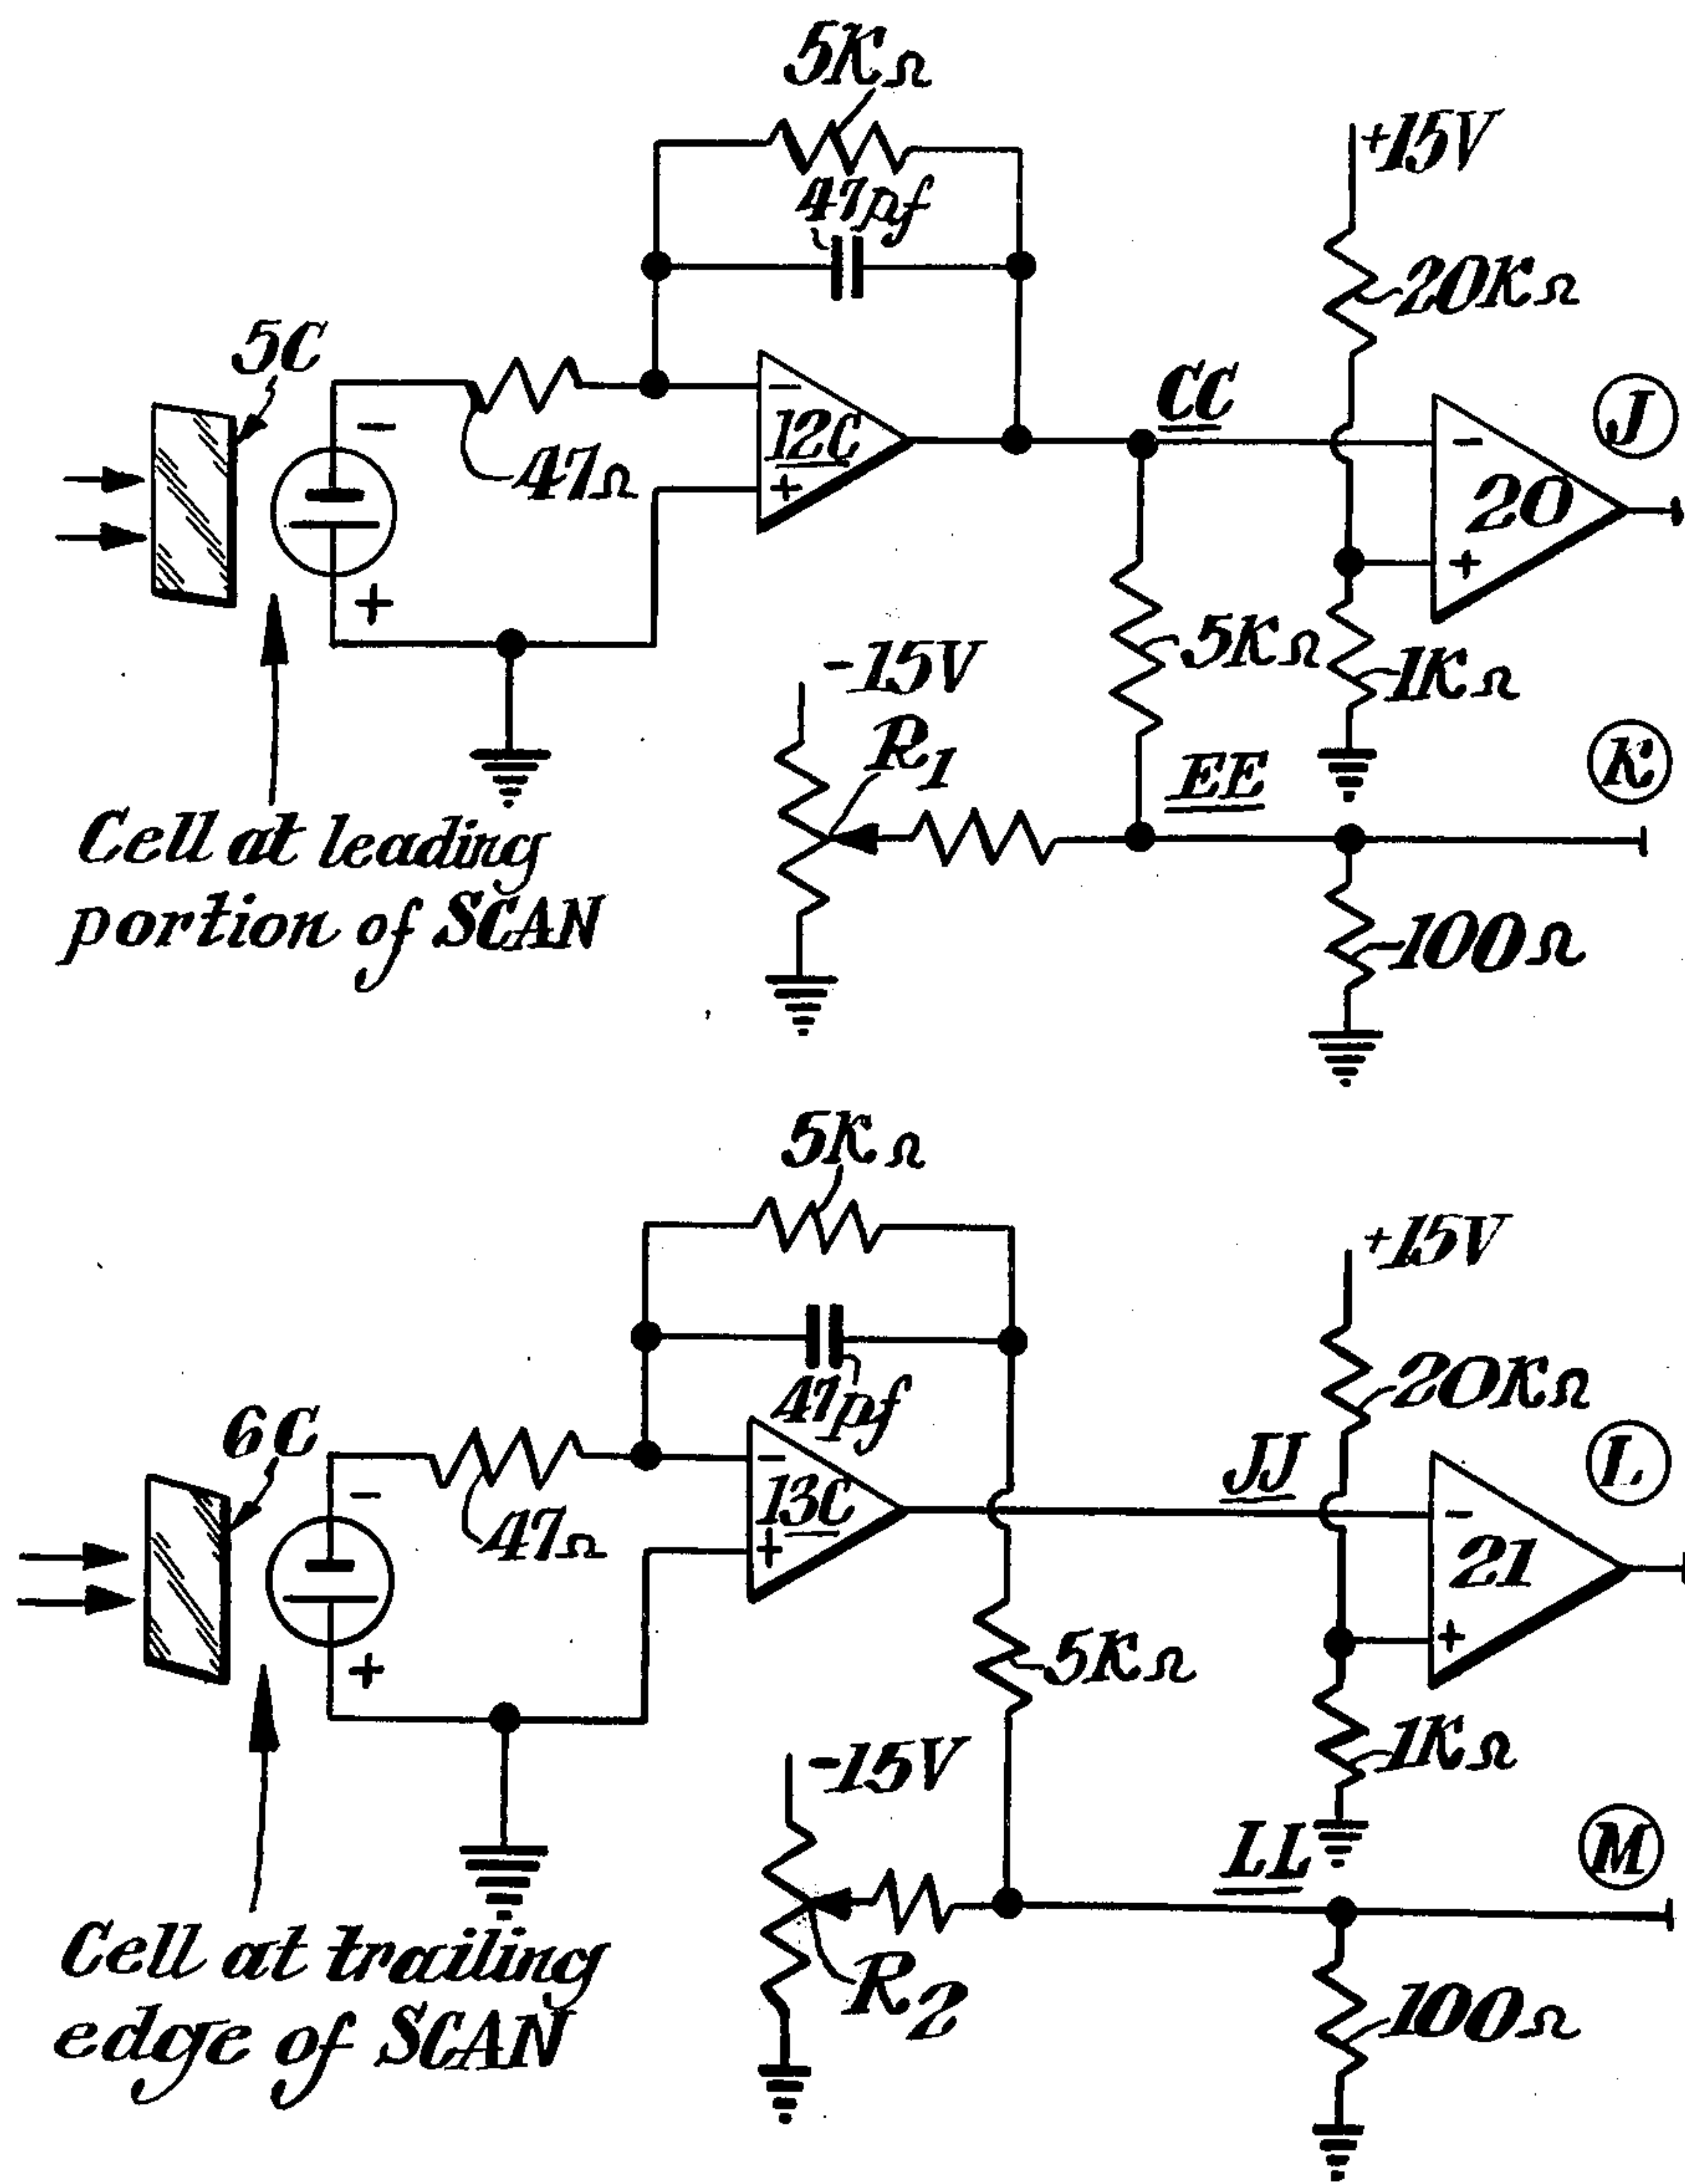 5KΩ
+15V
47pf
20KΩ
5C
CC
J
-
-
12C
-
47Ω
+
20
+
+
5KΩ
1KΩ
-15V
R1
EE
K
Cell at leading
portion of SCAN
100Ω
5KΩ
+15V
47pf
20KΩ
6C
JJ
L
-
-
13C
-
47Ω
+
21
+
+
5KΩ
1KΩ
-15V
LL
M
R2
Cell at trailing
edge of SCAN
100Ω